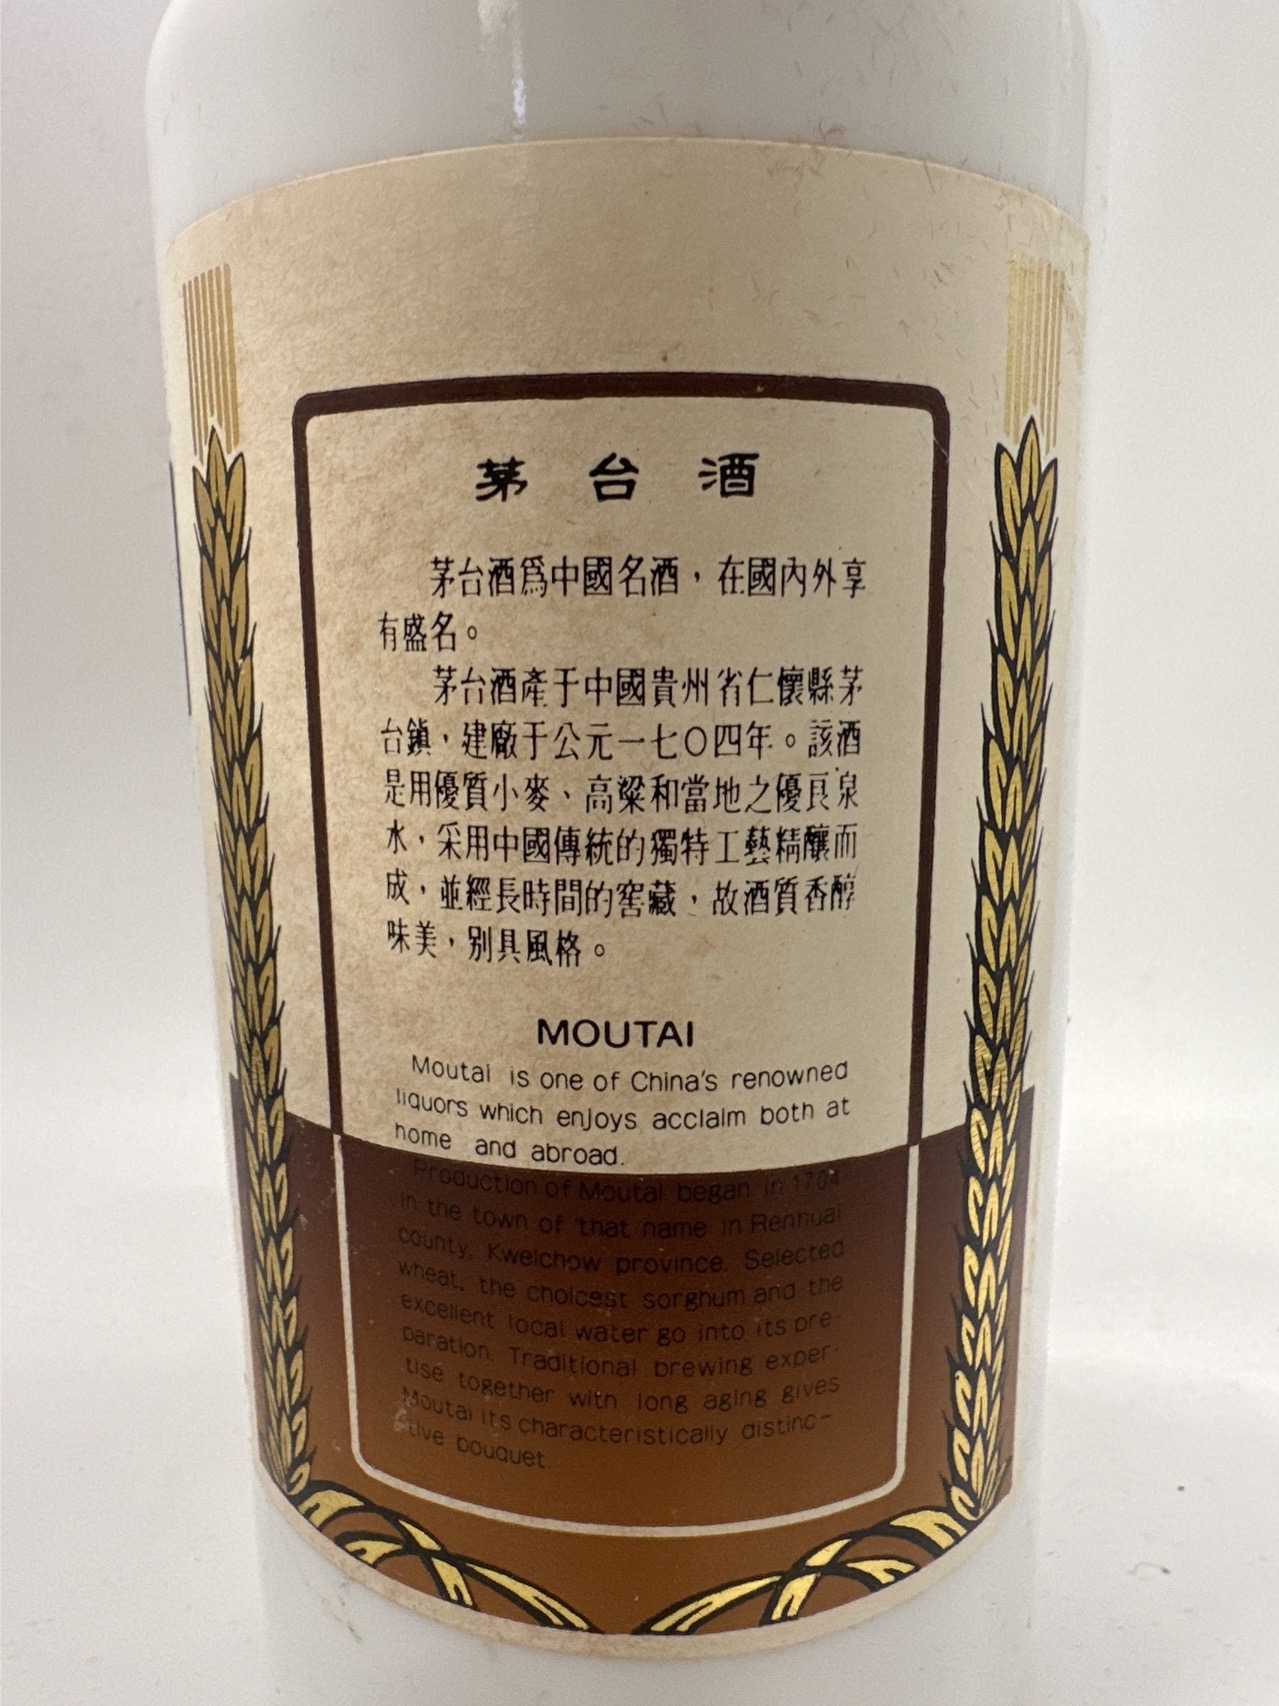 茅台酒
茅台酒爲中國名酒，在國內外享
有盛名。
茅台酒產于中國貴州省仁懷縣茅
台鎮，建廠于公元一七〇四年。該酒
是用優質小麥、高粱和當地之優良泉
水，采用中國傳統的獨特工藝精釀而
成，並經長時間的窖藏，故酒質香醇
味美，别具風格。
MOUTAI
Moutai is one of China's renowned
liquors which enjoys acclaim both at
home and abroad.
Production of Moutai began in 1704
in the town of that name in Renhuai
county, Kweichow province. Selected
wheat, the choicest sorghum and the
excellent local water go into its pre-
paration. Traditional brewing exper-
tise together with long aging gives
Moutai its characteristically distinc-
tive bouquet.